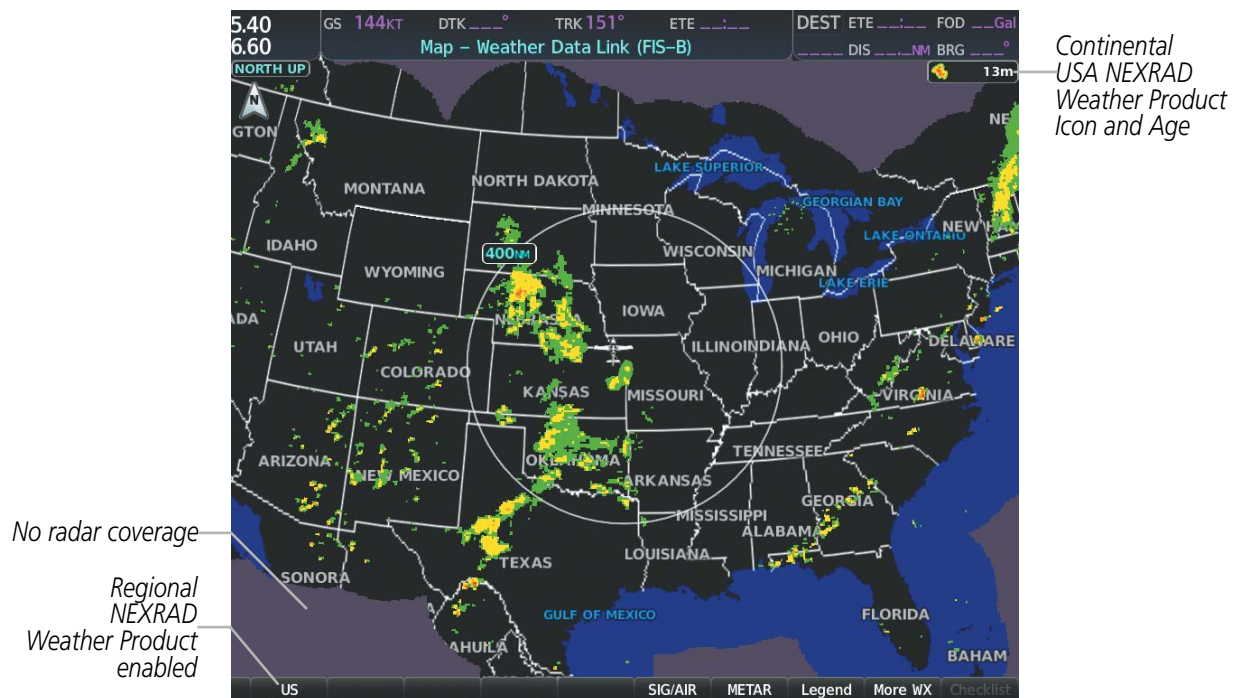 5.40
6.60
GS 144KT DTK ___° TRK 151° ETE __:__
Map – Weather Data Link (FIS–B)
DEST ETE __:__ FOD __Gal
____ DIS __._NM BRG ___°
NORTH UP
N
13m
Continental
USA NEXRAD
Weather Product
Icon and Age
GTON
NE
LAKE SUPERIOR
MONTANA
NORTH DAKOTA
MINNESOTA
GEORGIAN BAY
NEW HA
LAKE ONTARIO
IDAHO
400NM
WISCONSIN
WYOMING
MICHIGAN
LAKE ERIE
ADA
NEBRASKA
IOWA
UTAH
ILLINOIS
INDIANA
OHIO
DELAWARE
COLORADO
KANSAS
MISSOURI
VIRGINIA
ARIZONA
NEW MEXICO
OKLAHOMA
TENNESSEE
ARKANSAS
GEORGIA
MISSISSIPPI
ALABAMA
No radar coverage
SONORA
TEXAS
LOUISIANA
Regional
NEXRAD
Weather Product
enabled
GULF OF MEXICO
FLORIDA
AHUILA
BAHAM
US SIG/AIR METAR Legend More WX Checklist